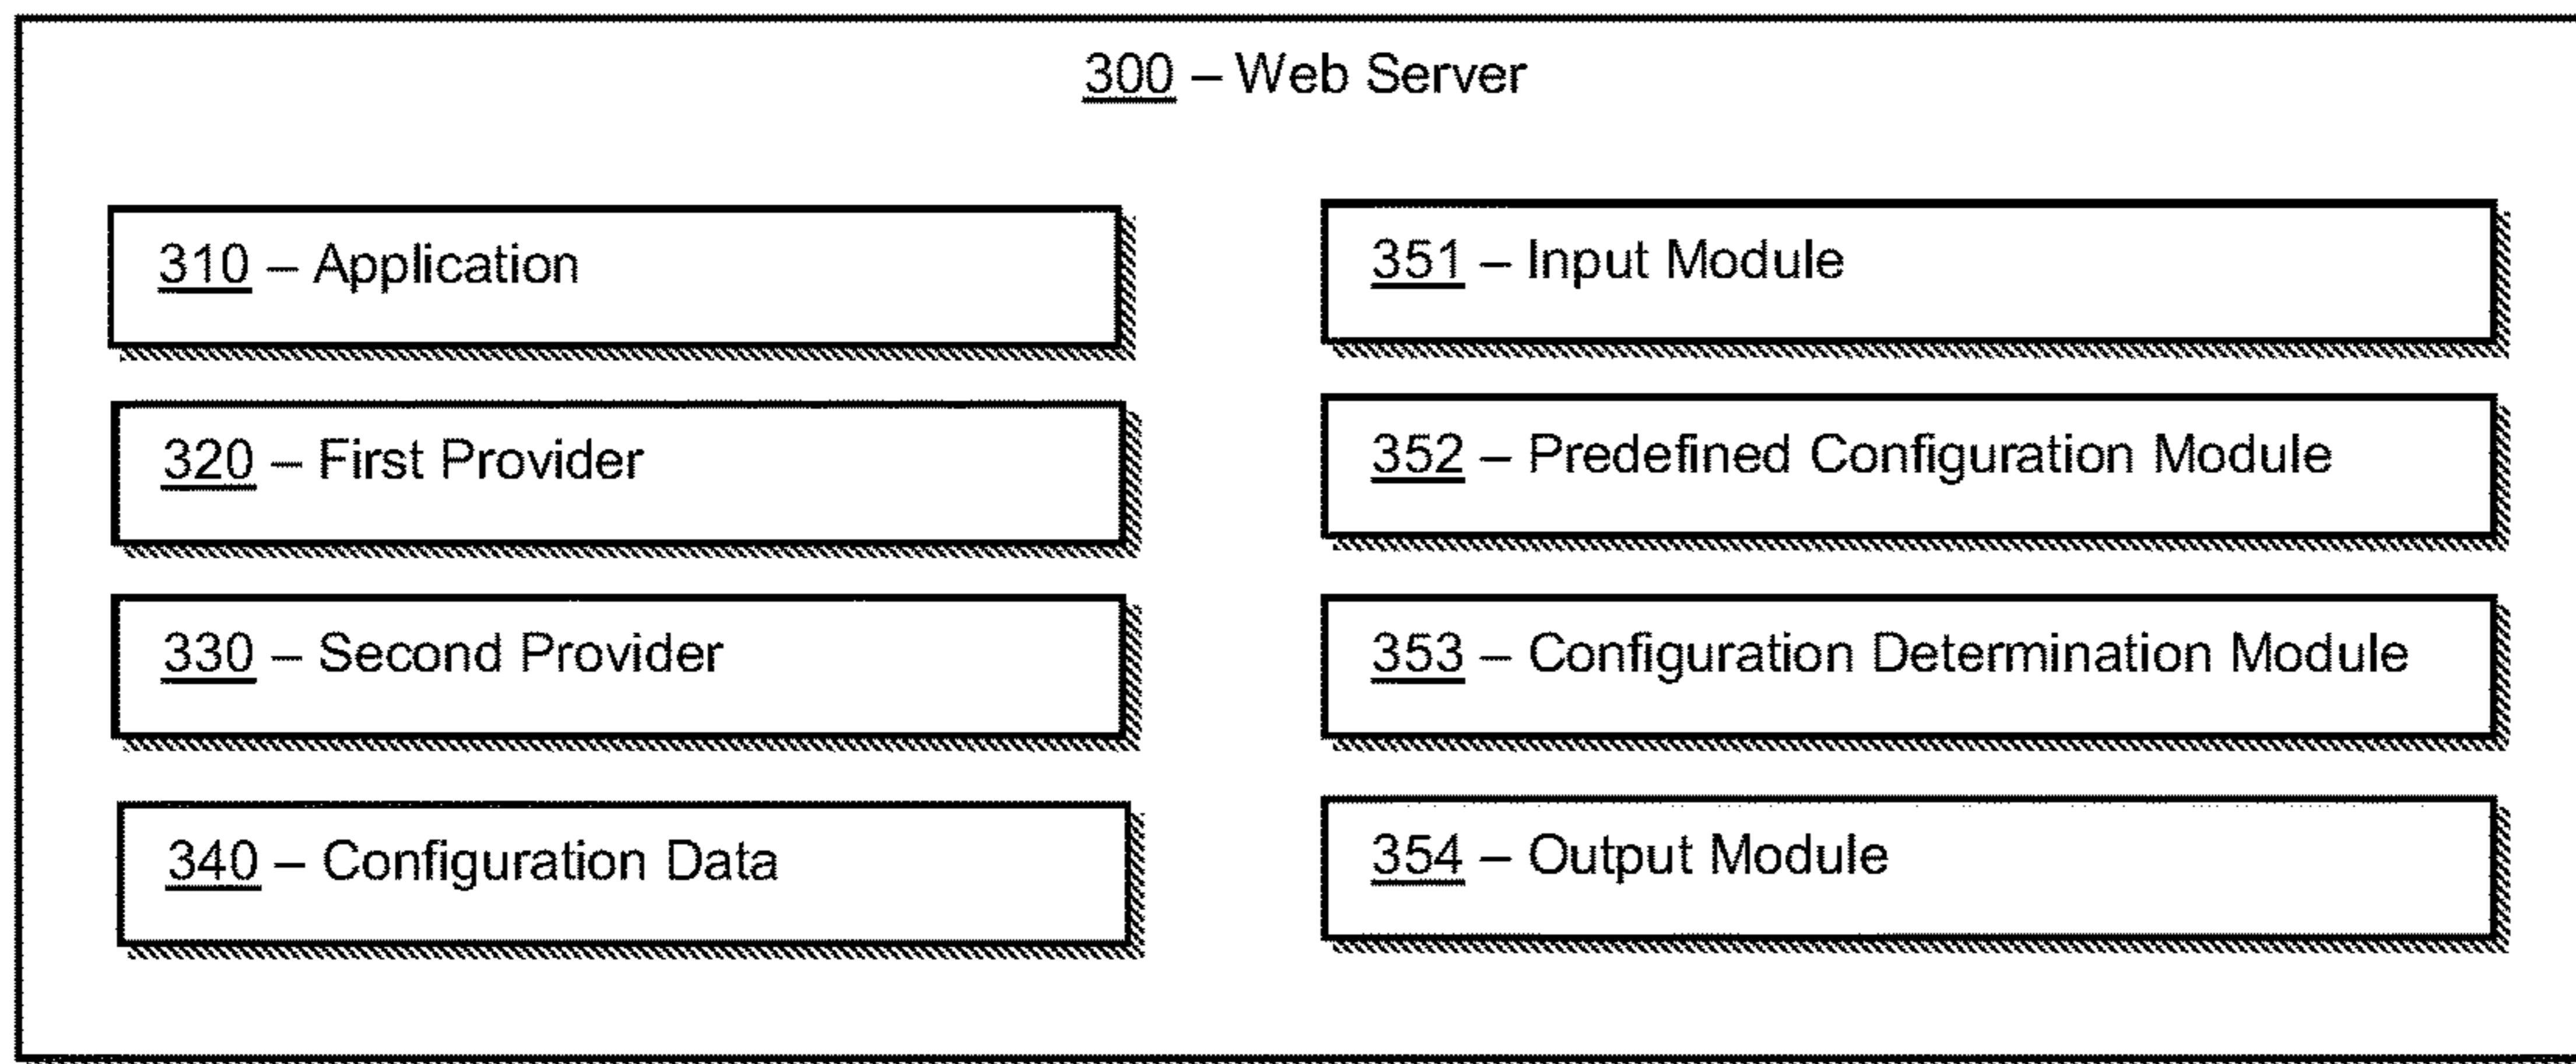 300 – Web Server
310 – Application
320 – First Provider
330 – Second Provider
340 – Configuration Data
351 – Input Module
352 – Predefined Configuration Module
353 – Configuration Determination Module
354 – Output Module